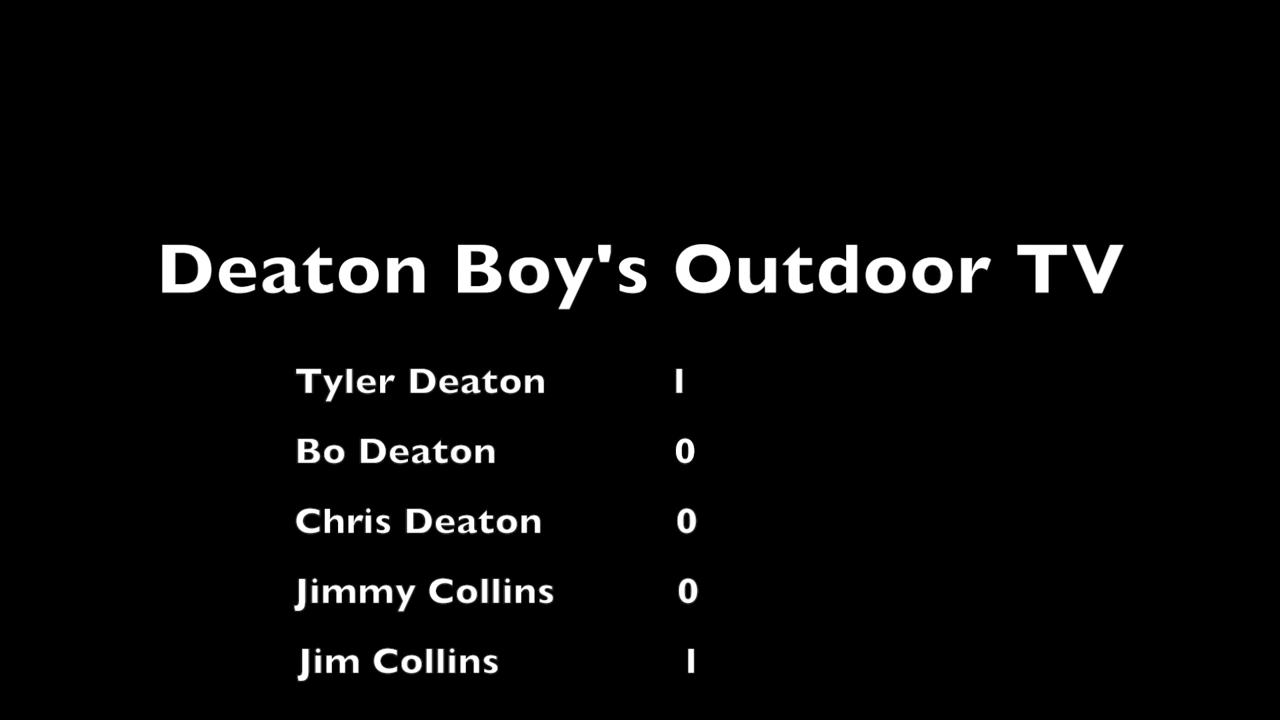 Deaton Boy's Outdoor TV
Tyler Deaton 1
Bo Deaton 0
Chris Deaton 0
Jimmy Collins 0
Jim Collins 1